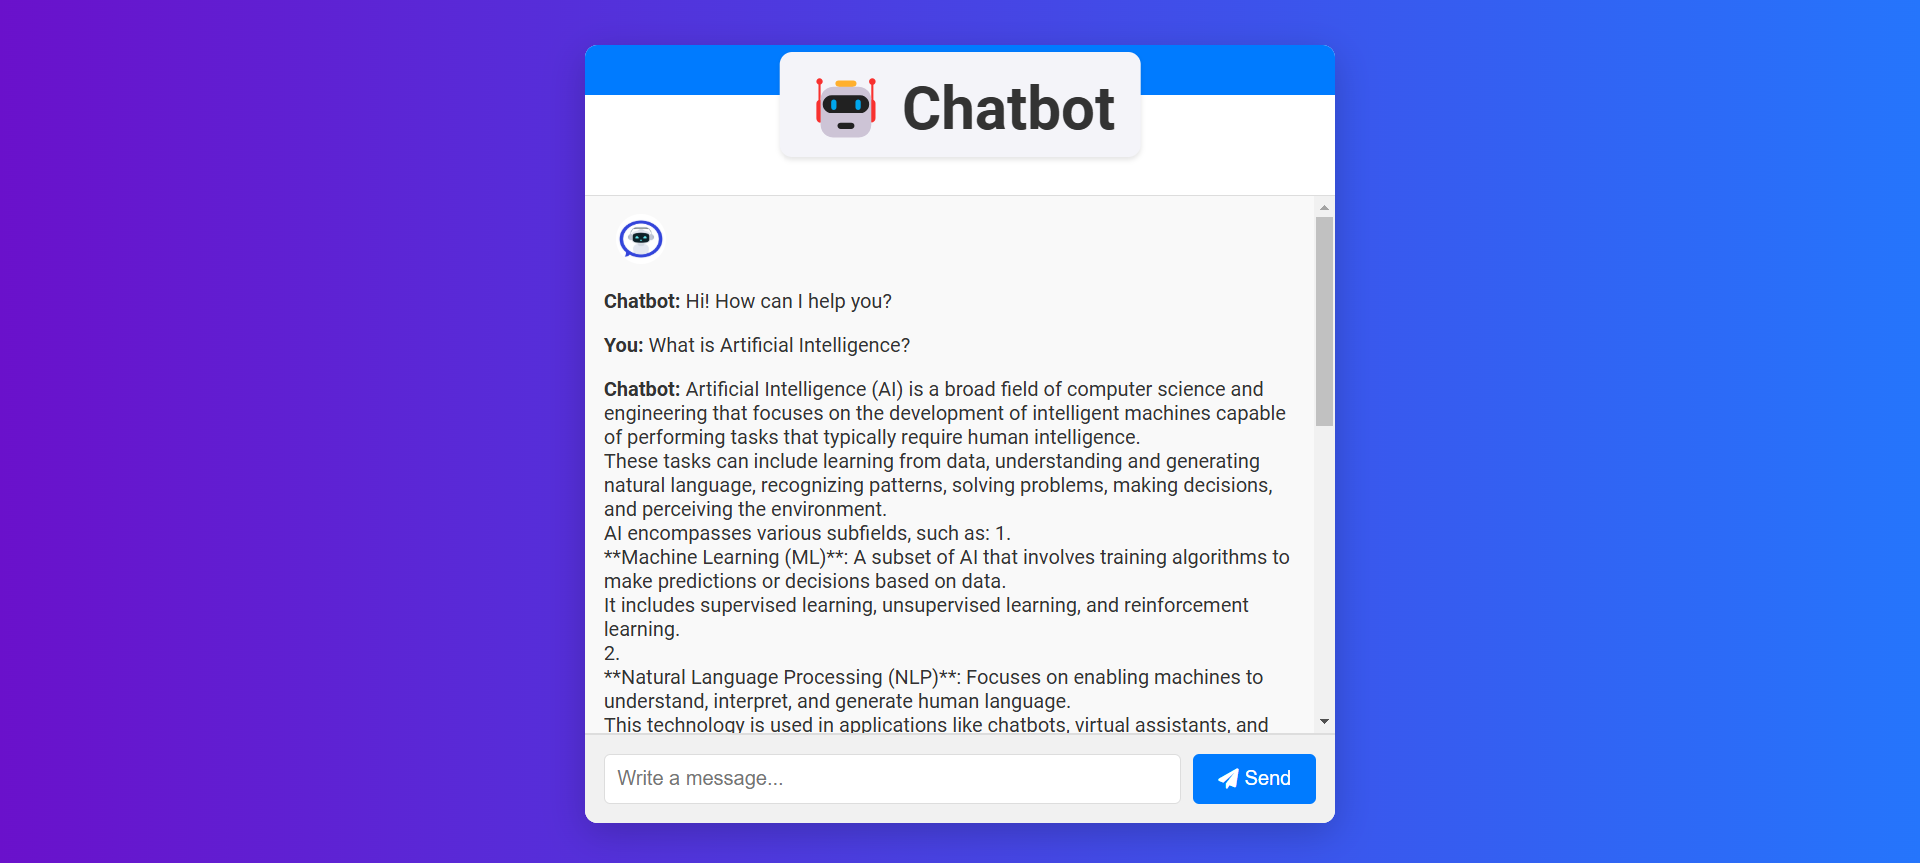 Chatbot
Chatbot: Hi! How can I help you?
You: What is Artificial Intelligence?
Chatbot: Artificial Intelligence (AI) is a broad field of computer science and
engineering that focuses on the development of intelligent machines capable
of performing tasks that typically require human intelligence.
These tasks can include learning from data, understanding and generating
natural language, recognizing patterns, solving problems, making decisions,
and perceiving the environment.
AI encompasses various subfields, such as: 1.
**Machine Learning (ML)**: A subset of AI that involves training algorithms to
make predictions or decisions based on data.
It includes supervised learning, unsupervised learning, and reinforcement
learning.
2.
**Natural Language Processing (NLP)**: Focuses on enabling machines to
understand, interpret, and generate human language.
This technology is used in applications like chatbots, virtual assistants, and
Write a message...
Send